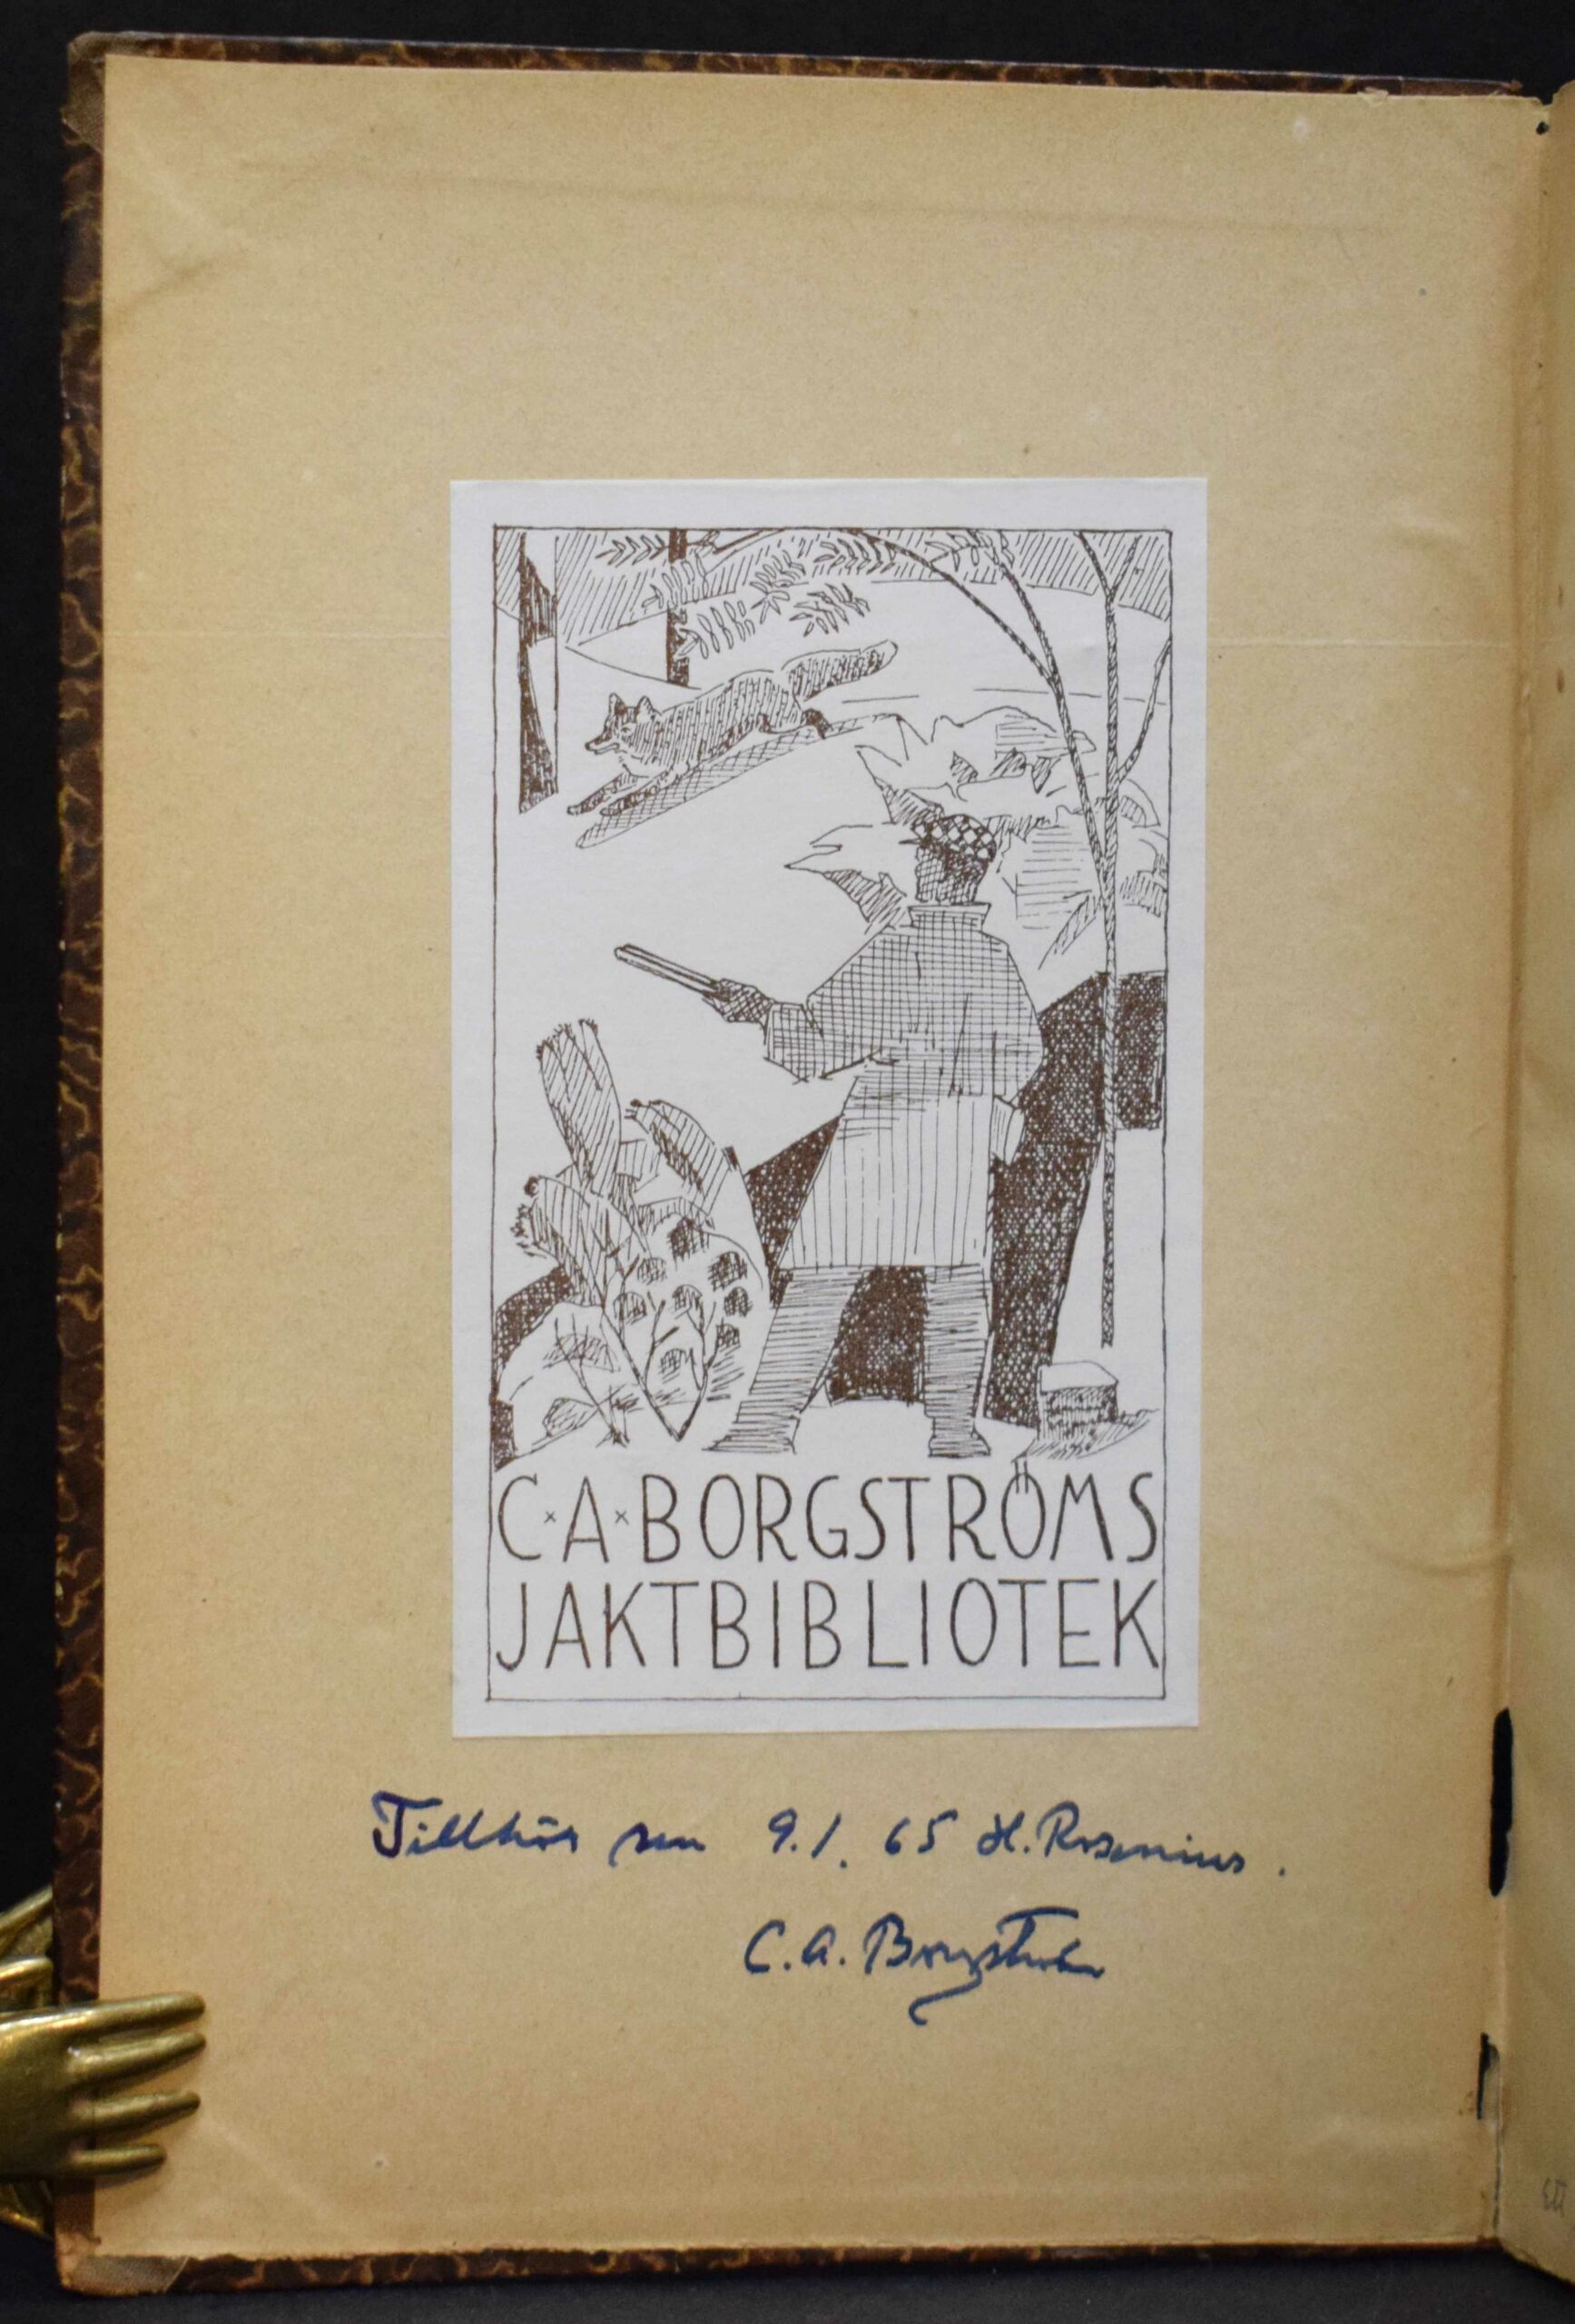 C×A×BORGSTRÖMS
JAKTBIBLIOTEK
Tillhör sen 9.1.65 H. Rosenius.
C.A. Borgström